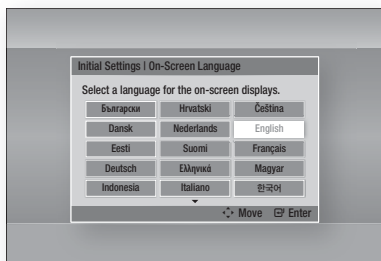 Initial Settings | On-Screen Language
Select a language for the on-screen displays.
Български Hrvatski Čeština
Dansk Nederlands English
Eesti Suomi Français
Deutsch Ελληνικά Magyar
Indonesia Italiano 한국어
Move Enter